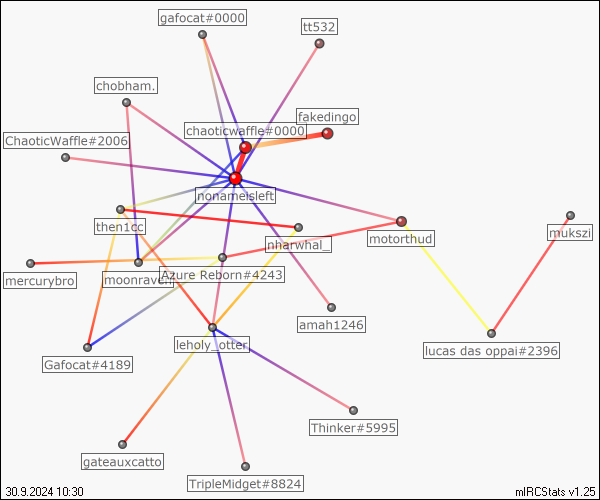 gafocat#0000
tt532
chobham.
fakedingo
chaoticwaffle#0000
ChaoticWaffle#2006
nonameisleft
then1cc
mukszi
motorthud
nharwhal_
mercurybro
moonraven
Azure Reborn#4243
amah1246
leholy_otter
lucas das oppai#2396
Gafocat#4189
Thinker#5995
gateauxcatto
TripleMidget#8824
30.9.2024 10:30
mIRCStats v1.25